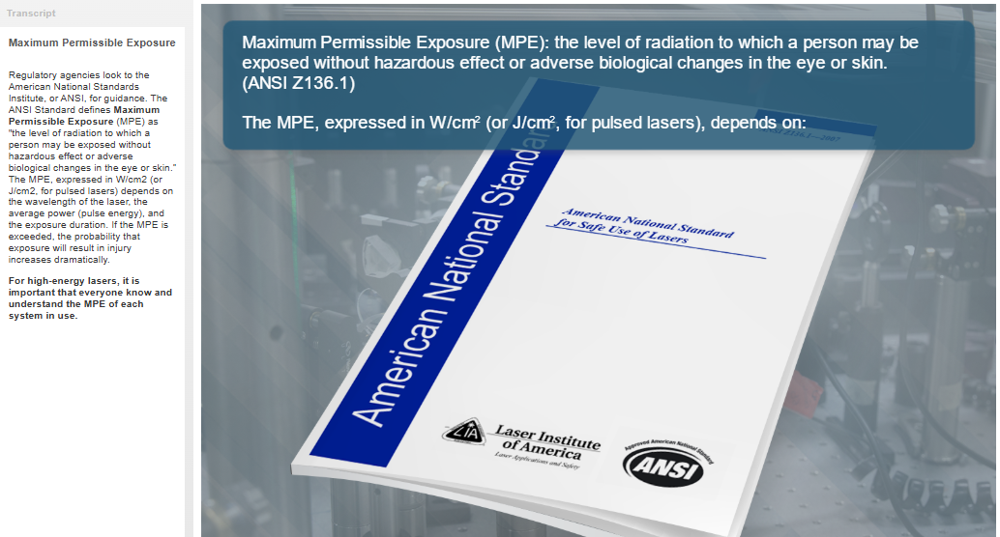 Transcript
Maximum Permissible Exposure
Regulatory agencies look to the
American National Standards
Institute, or ANSI, for guidance. The
ANSI Standard defines Maximum
Permissible Exposure (MPE) as
"the level of radiation to which a
person may be exposed without
hazardous effect or adverse
biological changes in the eye or skin."
The MPE, expressed in W/cm2 (or
J/cm2, for pulsed lasers) depends on
the wavelength of the laser, the
average power (pulse energy), and
the exposure duration. If the MPE is
exceeded, the probability that
exposure will result in injury
increases dramatically.
For high-energy lasers, it is
important that everyone know and
understand the MPE of each
system in use.
Maximum Permissible Exposure (MPE): the level of radiation to which a person may be
exposed without hazardous effect or adverse biological changes in the eye or skin.
(ANSI Z136.1)
The MPE, expressed in W/cm² (or J/cm², for pulsed lasers), depends on:
American National Standard
American National Standard
for Safe Use of Lasers
LIA
Laser Institute
of America
Laser Applications and Safety
Approved American National Standard
ANSI